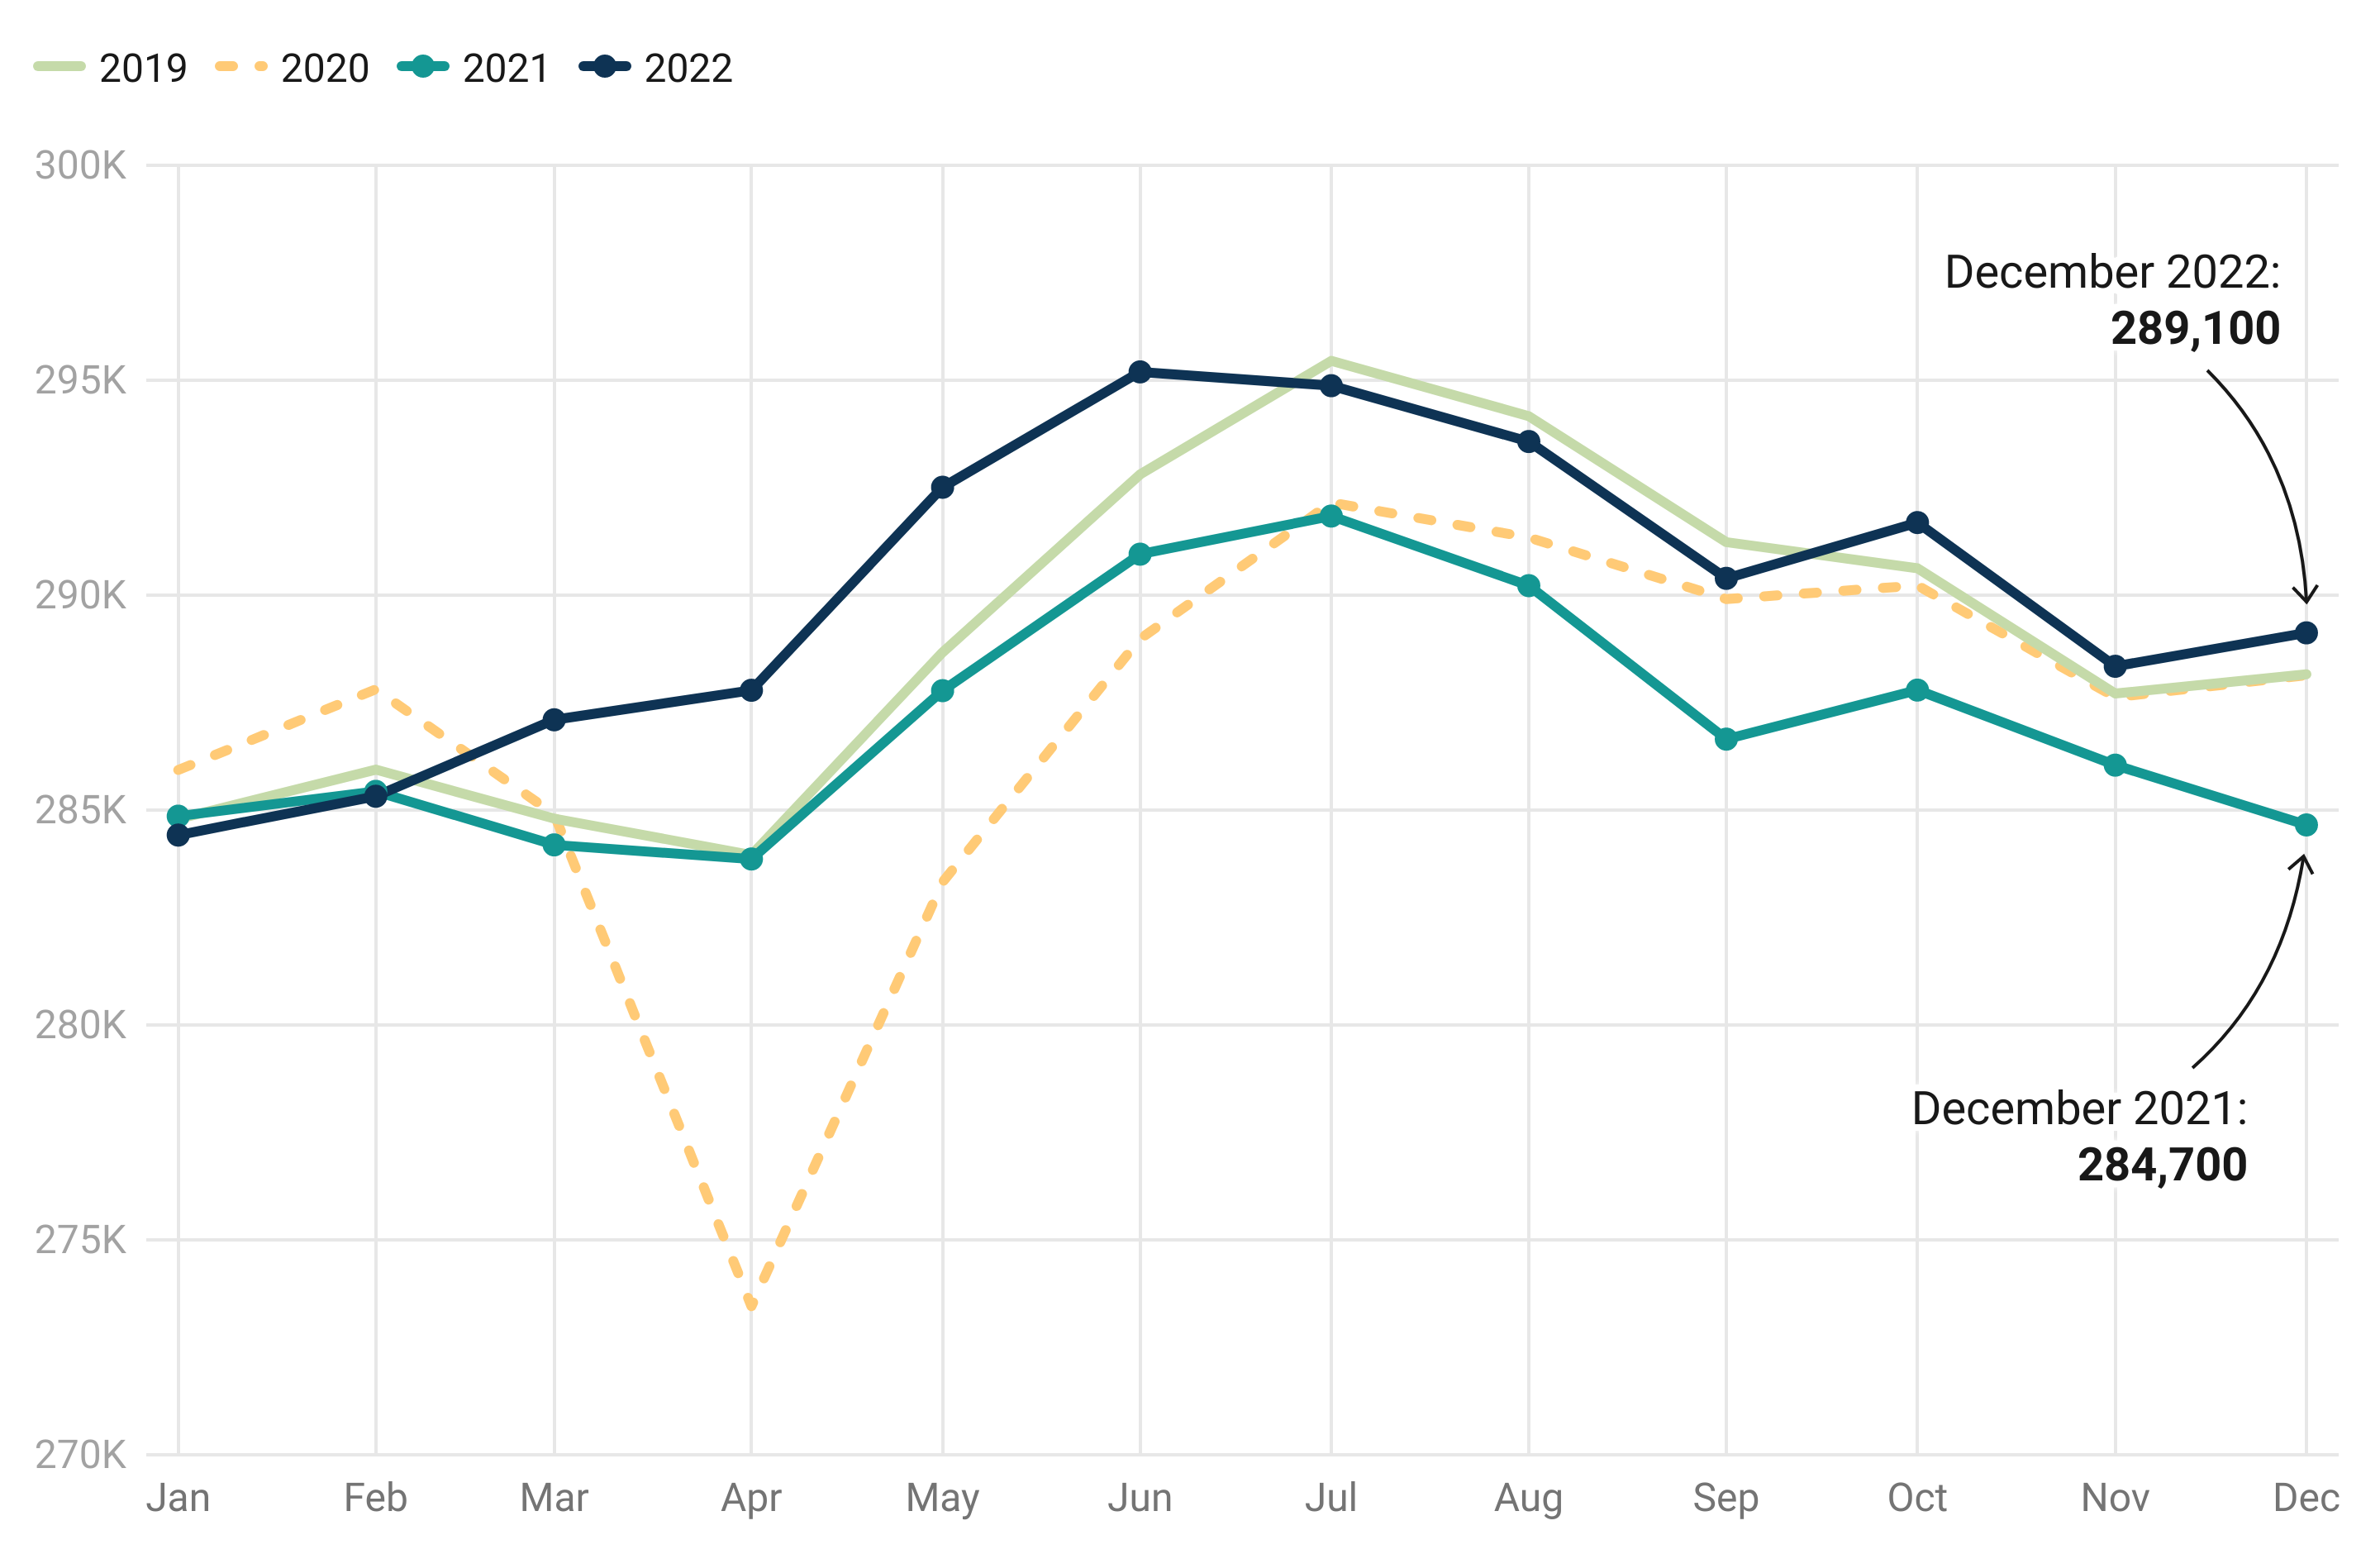 2019 2020 2021 2022
300K
December 2022:
289,100
295K
290K
285K
280K
December 2021:
284,700
275K
270K
Jan Feb Mar Apr May Jun Jul Aug Sep Oct Nov Dec